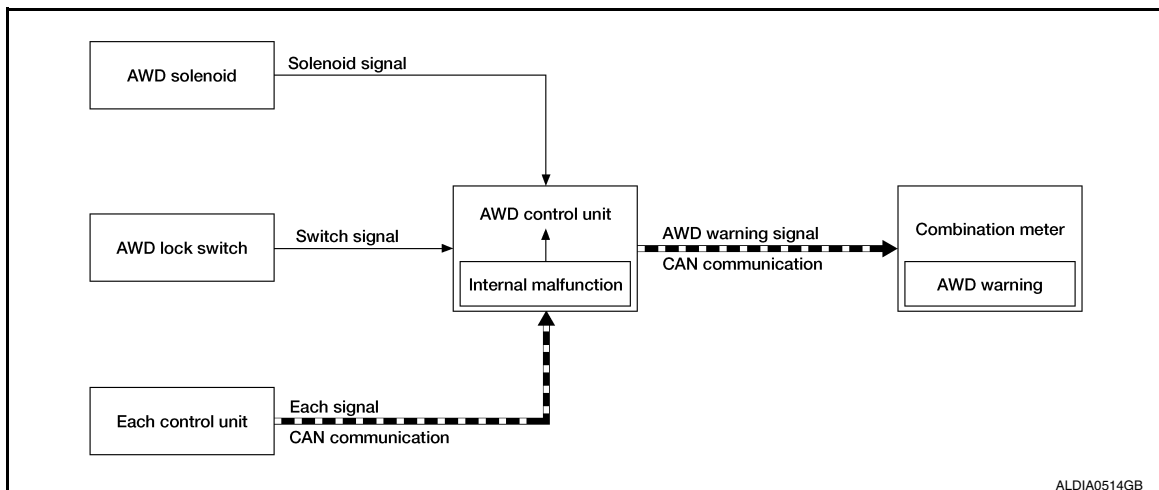 AWD solenoid
Solenoid signal
AWD lock switch
Switch signal
AWD control unit
Internal malfunction
AWD warning signal
CAN communication
Combination meter
AWD warning
Each control unit
Each signal
CAN communication
ALDIA0514GB